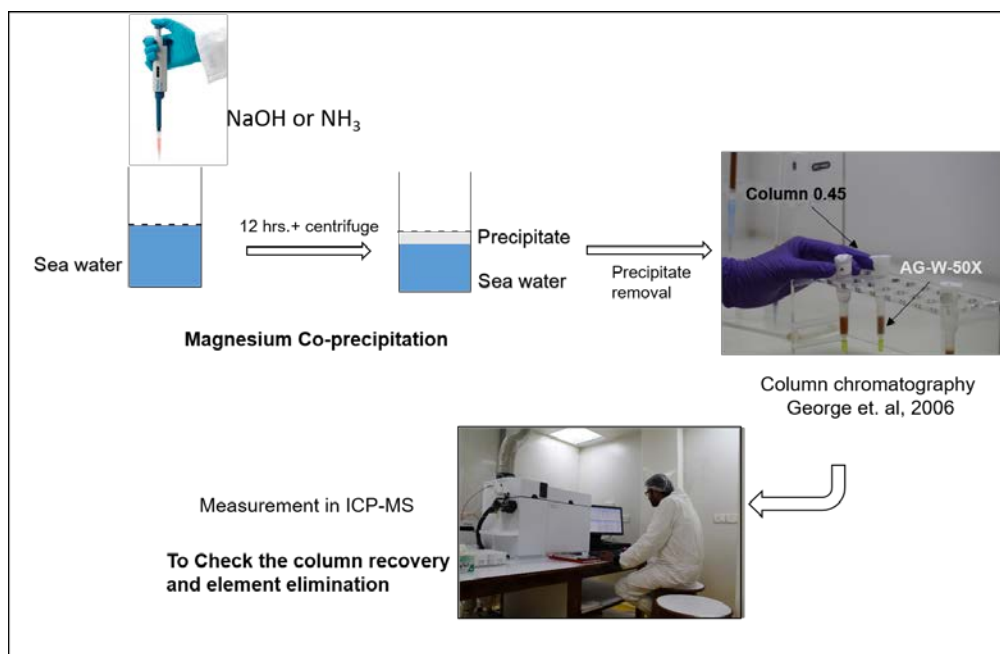 NaOH or NH₃
Sea water
12 hrs.+ centrifuge
Precipitate
Sea water
Precipitate
removal
Column 0.45
AG-W-50X
Magnesium Co-precipitation
Column chromatography
George et. al, 2006
Measurement in ICP-MS
To Check the column recovery
and element elimination